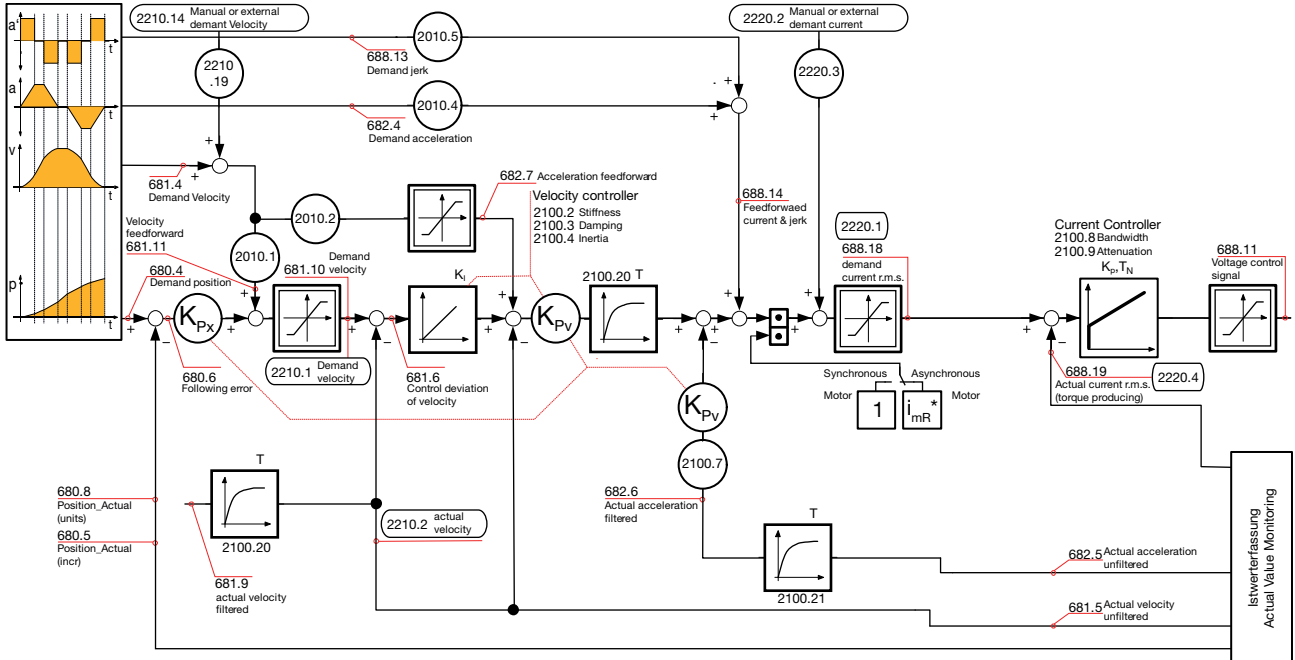 a'
t
a
t
v
t
p
t
2210.14 Manual or external
demant Velocity
2210
.19
688.13
Demand jerk
2010.5
682.4
Demand acceleration
2010.4
2220.2 Manual or external
demant current
2220.3
+
+
681.4
Demand Velocity
Velocity
feedforward
681.11
680.4
Demand position
2010.1
2010.2
682.7 Acceleration feedforward
Velocity controller
2100.2 Stiffness
2100.3 Damping
2100.4 Inertia
.
+
+
688.14
Feedforwaed
current & jerk
2220.1
688.18
demand
current r.m.s.
Current Controller
2100.8 Bandwidth
2100.9 Attenuation
Kp, TN
688.11
Voltage control
signal
Demand
velocity
681.10
KI
2100.20 T
+
−
KPx
+
+
+
−
+
+
−
KPv
+
−
+
+
+
+
+
−
680.6
Following error
2210.1 Demand
velocity
681.6
Control deviation
of velocity
Synchronous
Motor
1
Asynchronous
imR*
Motor
688.19
Actual current r.m.s.
(torque producing)
2220.4
KPv
2100.7
682.6
Actual acceleration
filtered
T
2100.20
681.9
actual velocity
filtered
2210.2 actual
velocity
680.8
Position_Actual
(units)
680.5
Position_Actual
(incr)
T
2100.21
682.5 Actual acceleration
unfiltered
681.5 Actual velocity
unfiltered
Istwerterfassung
Actual Value Monitoring